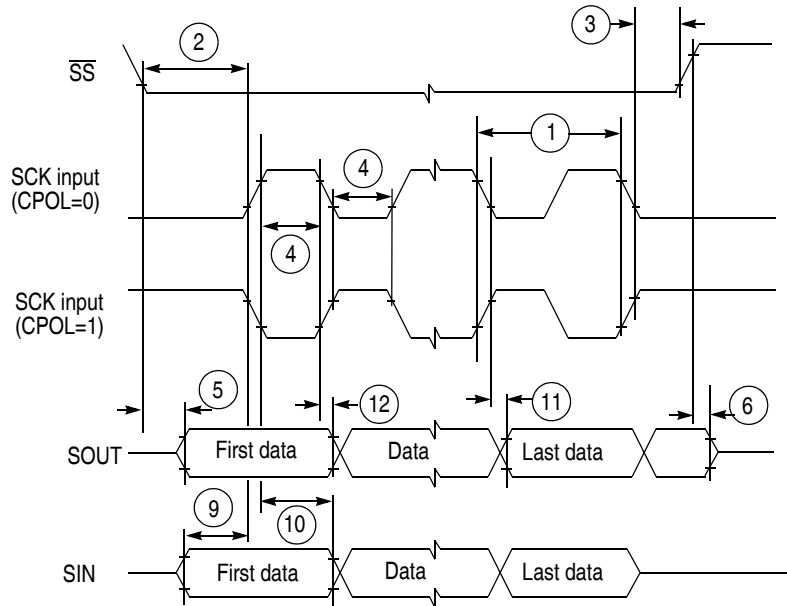 2
3
SS
1
SCK input
(CPOL=0)
4
4
SCK input
(CPOL=1)
5
12
11
6
SOUT
First data
Data
Last data
9
10
SIN
First data
Data
Last data